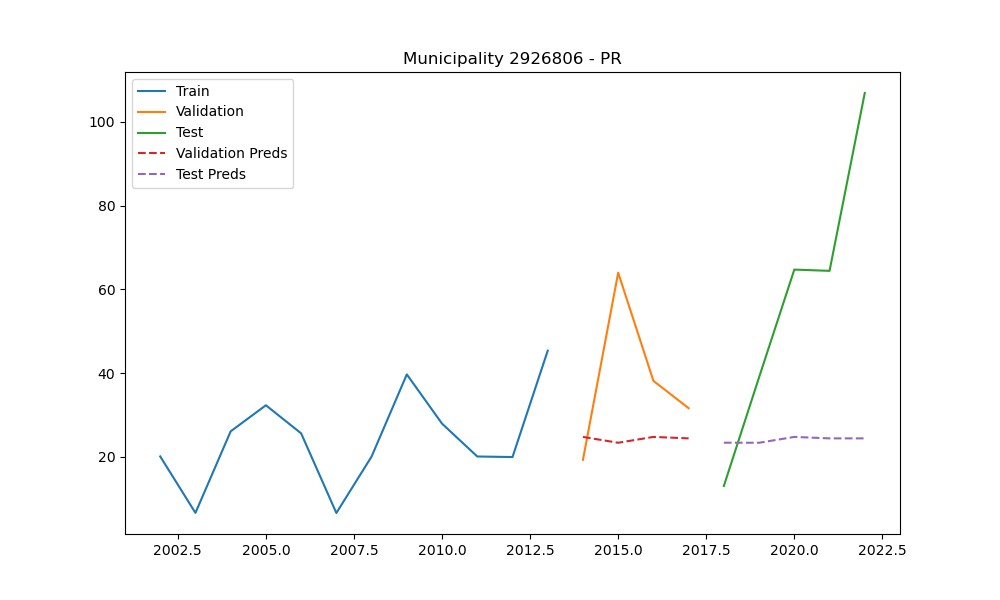 Municipality 2926806 - PR
Train
Validation
Test
Validation Preds
Test Preds
100
80
60
40
20
2002.5 2005.0 2007.5 2010.0 2012.5 2015.0 2017.5 2020.0 2022.5